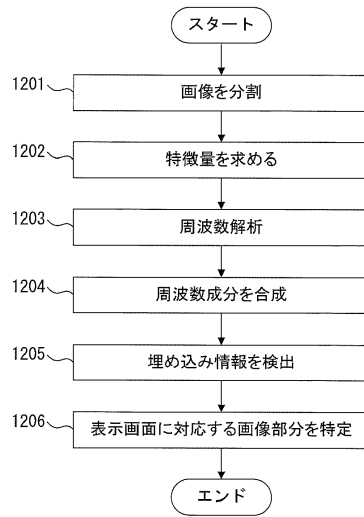 スタート
1201
画像を分割
1202
特徴量を求める
1203
周波数解析
1204
周波数成分を合成
1205
埋め込み情報を検出
1206
表示画面に対応する画像部分を特定
エンド